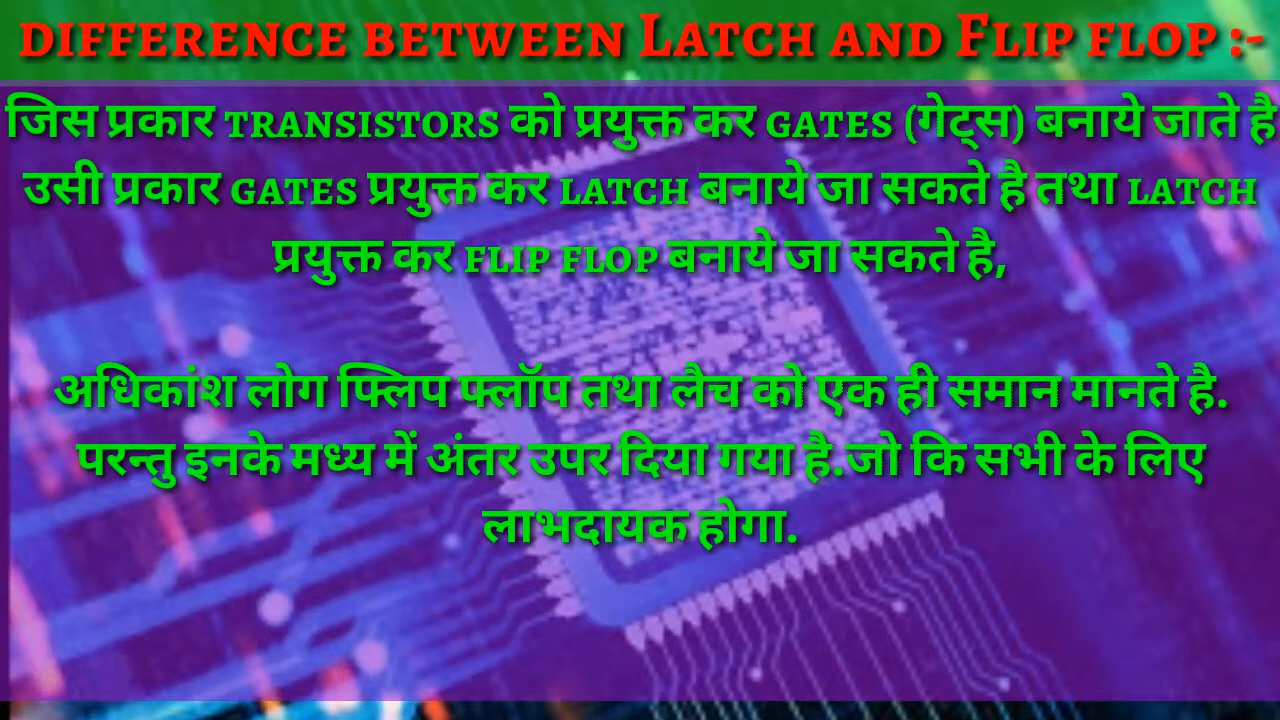 difference between Latch and Flip flop :-
जिस प्रकार transistors को प्रयुक्त कर gates (गेट्स) बनाये जाते है
उसी प्रकार gates प्रयुक्त कर latch बनाये जा सकते है तथा latch
प्रयुक्त कर flip flop बनाये जा सकते है,
अधिकांश लोग फ्लिप फ्लॉप तथा लैच को एक ही समान मानते है.
परन्तु इनके मध्य में अंतर उपर दिया गया है.जो कि सभी के लिए
लाभदायक होगा.